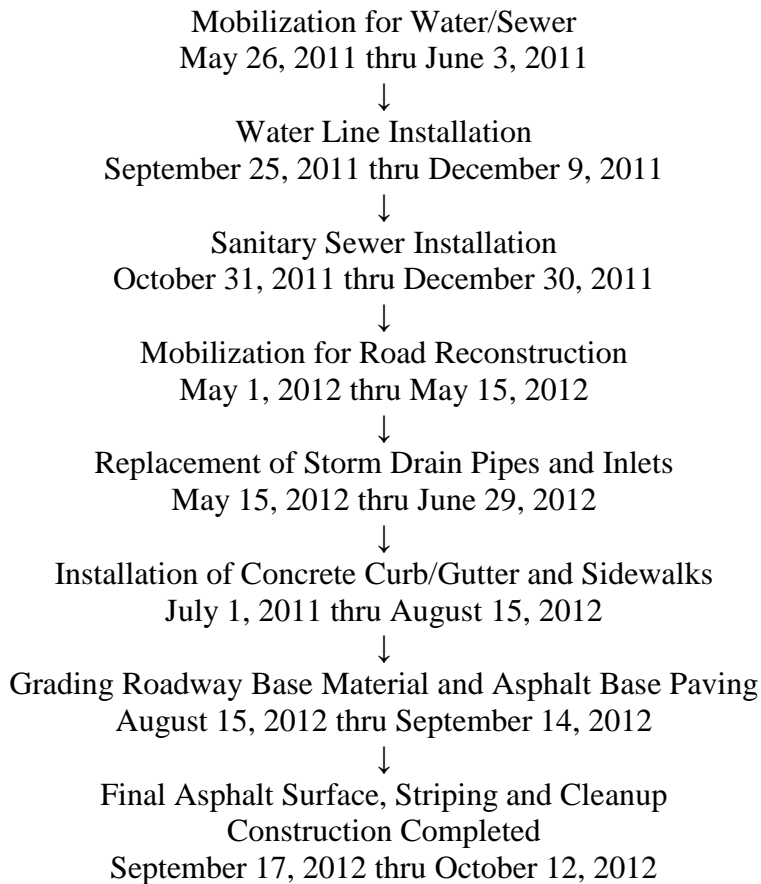 Mobilization for Water/Sewer
May 26, 2011 thru June 3, 2011
↓
Water Line Installation
September 25, 2011 thru December 9, 2011
↓
Sanitary Sewer Installation
October 31, 2011 thru December 30, 2011
↓
Mobilization for Road Reconstruction
May 1, 2012 thru May 15, 2012
↓
Replacement of Storm Drain Pipes and Inlets
May 15, 2012 thru June 29, 2012
↓
Installation of Concrete Curb/Gutter and Sidewalks
July 1, 2011 thru August 15, 2012
↓
Grading Roadway Base Material and Asphalt Base Paving
August 15, 2012 thru September 14, 2012
↓
Final Asphalt Surface, Striping and Cleanup
Construction Completed
September 17, 2012 thru October 12, 2012